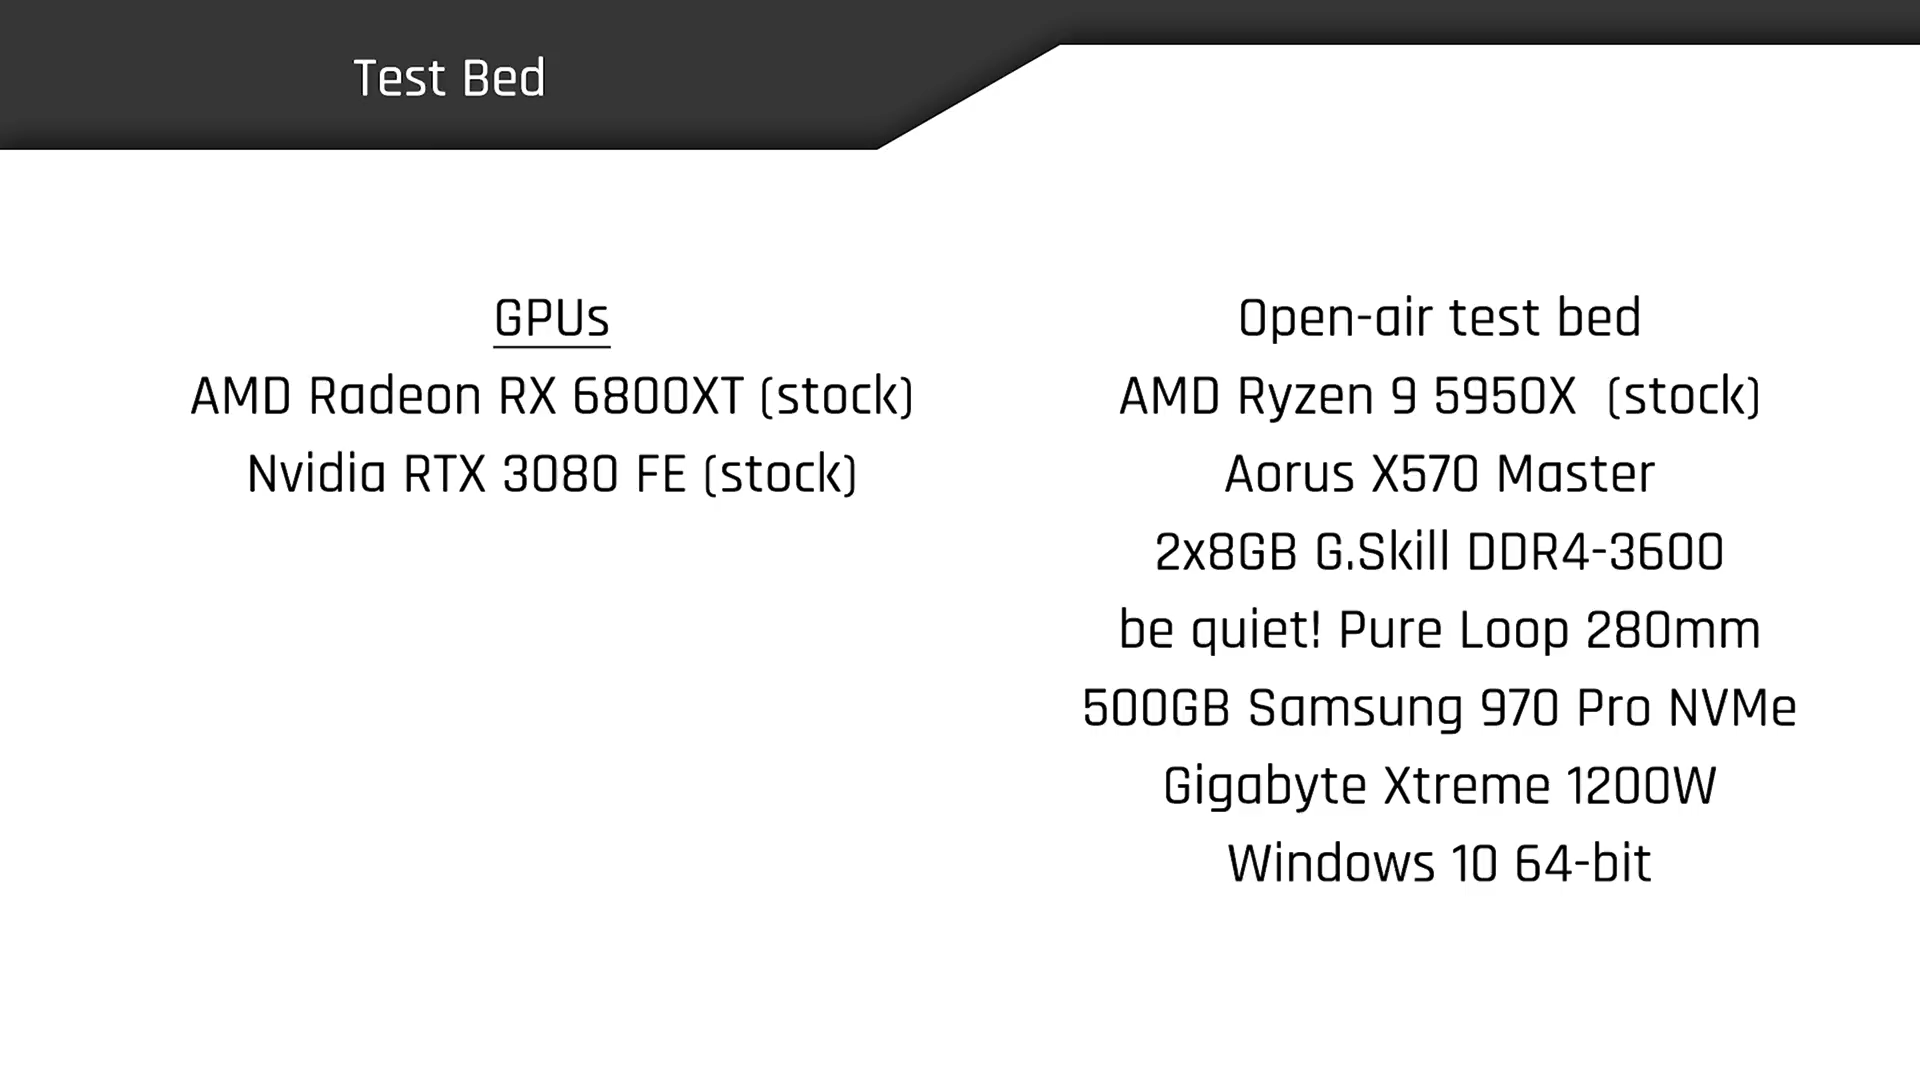 Test Bed
GPUs
AMD Radeon RX 6800XT (stock)
Nvidia RTX 3080 FE (stock)
Open-air test bed
AMD Ryzen 9 5950X (stock)
Aorus X570 Master
2x8GB G.Skill DDR4-3600
be quiet! Pure Loop 280mm
500GB Samsung 970 Pro NVMe
Gigabyte Xtreme 1200W
Windows 10 64-bit